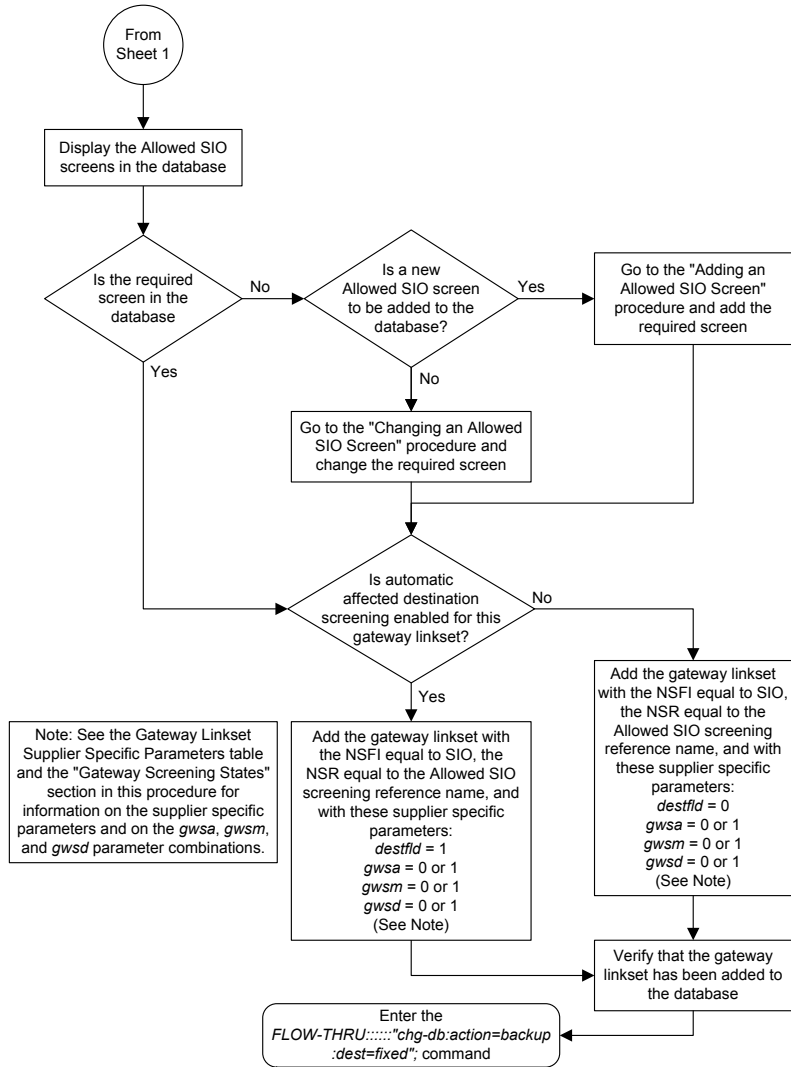 From
Sheet 1
Display the Allowed SIO
screens in the database
Is the required
screen in the
database
No
Yes
Is a new
Allowed SIO screen
to be added to the
database?
Yes
No
Go to the "Adding an
Allowed SIO Screen"
procedure and add the
required screen
Go to the "Changing an Allowed
SIO Screen" procedure and
change the required screen
Is automatic
affected destination
screening enabled for this
gateway linkset?
No
Yes
Note: See the Gateway Linkset
Supplier Specific Parameters table
and the "Gateway Screening States"
section in this procedure for
information on the supplier specific
parameters and on the gwsa, gwsm,
and gwsd parameter combinations.
Add the gateway linkset with
the NSFI equal to SIO, the
NSR equal to the Allowed SIO
screening reference name, and
with these supplier specific
parameters:
destfld = 1
gwsa = 0 or 1
gwsm = 0 or 1
gwsd = 0 or 1
(See Note)
Add the gateway linkset
with the NSFI equal to SIO,
the NSR equal to the
Allowed SIO screening
reference name, and with
these supplier specific
parameters:
destfld = 0
gwsa = 0 or 1
gwsm = 0 or 1
gwsd = 0 or 1
(See Note)
Verify that the gateway
linkset has been added to
the database
Enter the
FLOW-THRU::::::"chg-db:action=backup
:dest=fixed"; command